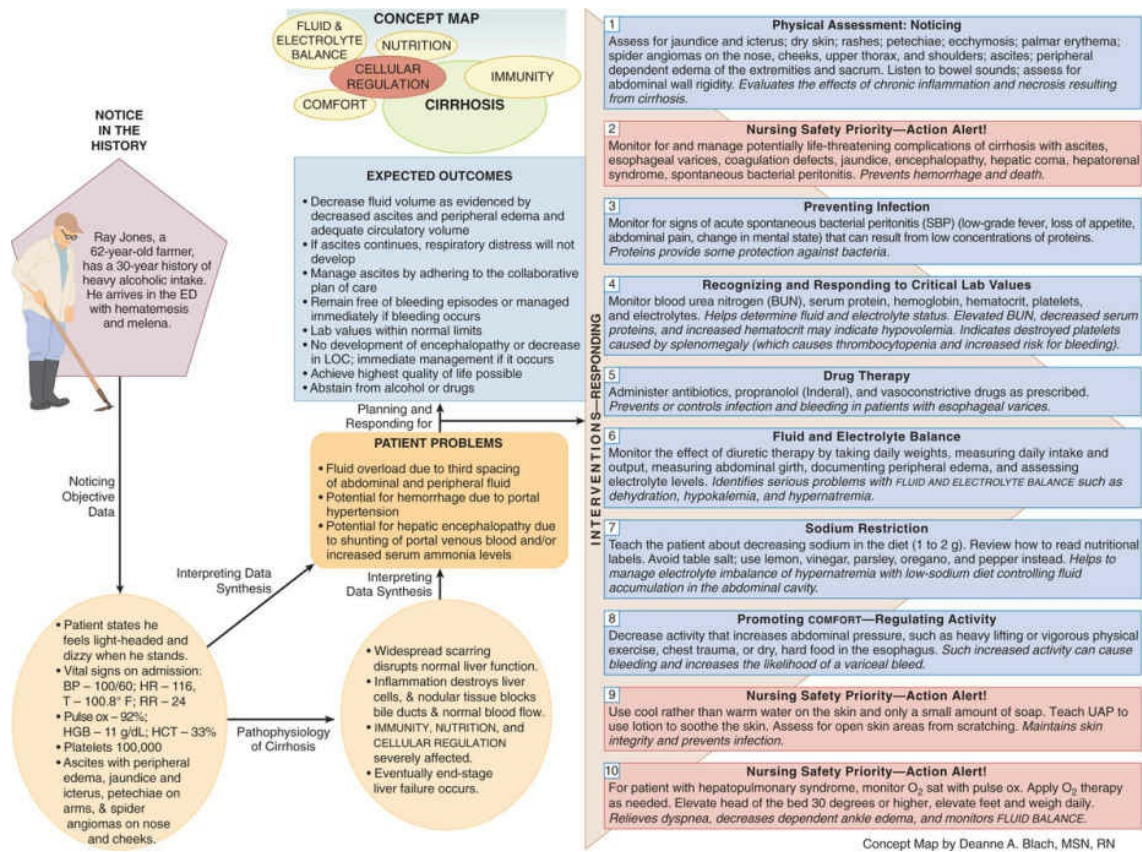 CONCEPT MAP
FLUID &
ELECTROLYTE
BALANCE
NUTRITION
CELLULAR
REGULATION
IMMUNITY
COMFORT
CIRRHOSIS
NOTICE
IN THE
HISTORY
Ray Jones, a
62-year-old farmer,
has a 30-year history of
heavy alcoholic intake.
He arrives in the ED
with hematemesis
and melena.
Noticing
Objective
Data
• Patient states he
feels light-headed and
dizzy when he stands.
• Vital signs on admission:
BP – 100/60; HR – 116,
T – 100.8° F; RR – 24
• Pulse ox – 92%;
HGB – 11 g/dL; HCT – 33%
• Platelets 100,000
• Ascites with peripheral
edema, jaundice and
icterus, petechiae on
arms, & spider
angiomas on nose
and cheeks.
Interpreting Data
Synthesis
Pathophysiology
of Cirrhosis
• Widespread scarring
disrupts normal liver function.
• Inflammation destroys liver
cells, & nodular tissue blocks
bile ducts & normal blood flow.
• IMMUNITY, NUTRITION, and
CELLULAR REGULATION
severely affected.
• Eventually end-stage
liver failure occurs.
Interpreting
Data Synthesis
PATIENT PROBLEMS
• Fluid overload due to third spacing
of abdominal and peripheral fluid
• Potential for hemorrhage due to portal
hypertension
• Potential for hepatic encephalopathy due
to shunting of portal venous blood and/or
increased serum ammonia levels
Planning and
Responding for
EXPECTED OUTCOMES
• Decrease fluid volume as evidenced by
decreased ascites and peripheral edema and
adequate circulatory volume
• If ascites continues, respiratory distress will not
develop
• Manage ascites by adhering to the collaborative
plan of care
• Remain free of bleeding episodes or managed
immediately if bleeding occurs
• Lab values within normal limits
• No development of encephalopathy or decrease
in LOC; immediate management if it occurs
• Achieve highest quality of life possible
• Abstain from alcohol or drugs
INTERVENTIONS—RESPONDING
1 Physical Assessment: Noticing
Assess for jaundice and icterus; dry skin; rashes; petechiae; ecchymosis; palmar erythema;
spider angiomas on the nose, cheeks, upper thorax, and shoulders; ascites; peripheral
dependent edema of the extremities and sacrum. Listen to bowel sounds; assess for
abdominal wall rigidity. Evaluates the effects of chronic inflammation and necrosis resulting
from cirrhosis.
2 Nursing Safety Priority—Action Alert!
Monitor for and manage potentially life-threatening complications of cirrhosis with ascites,
esophageal varices, coagulation defects, jaundice, encephalopathy, hepatic coma, hepatorenal
syndrome, spontaneous bacterial peritonitis. Prevents hemorrhage and death.
3 Preventing Infection
Monitor for signs of acute spontaneous bacterial peritonitis (SBP) (low-grade fever, loss of appetite,
abdominal pain, change in mental state) that can result from low concentrations of proteins.
Proteins provide some protection against bacteria.
4 Recognizing and Responding to Critical Lab Values
Monitor blood urea nitrogen (BUN), serum protein, hemoglobin, hematocrit, platelets,
and electrolytes. Helps determine fluid and electrolyte status. Elevated BUN, decreased serum
proteins, and increased hematocrit may indicate hypovolemia. Indicates destroyed platelets
caused by splenomegaly (which causes thrombocytopenia and increased risk for bleeding).
5 Drug Therapy
Administer antibiotics, propranolol (Inderal), and vasoconstrictive drugs as prescribed.
Prevents or controls infection and bleeding in patients with esophageal varices.
6 Fluid and Electrolyte Balance
Monitor the effect of diuretic therapy by taking daily weights, measuring daily intake and
output, measuring abdominal girth, documenting peripheral edema, and assessing
electrolyte levels. Identifies serious problems with FLUID AND ELECTROLYTE BALANCE such as
dehydration, hypokalemia, and hypernatremia.
7 Sodium Restriction
Teach the patient about decreasing sodium in the diet (1 to 2 g). Review how to read nutritional
labels. Avoid table salt; use lemon, vinegar, parsley, oregano, and pepper instead. Helps to
manage electrolyte imbalance of hypernatremia with low-sodium diet controlling fluid
accumulation in the abdominal cavity.
8 Promoting COMFORT—Regulating Activity
Decrease activity that increases abdominal pressure, such as heavy lifting or vigorous physical
exercise, chest trauma, or dry, hard food in the esophagus. Such increased activity can cause
bleeding and increases the likelihood of a variceal bleed.
9 Nursing Safety Priority—Action Alert!
Use cool rather than warm water on the skin and only a small amount of soap. Teach UAP to
use lotion to soothe the skin. Assess for open skin areas from scratching. Maintains skin
integrity and prevents infection.
10 Nursing Safety Priority—Action Alert!
For patient with hepatopulmonary syndrome, monitor O₂ sat with pulse ox. Apply O₂ therapy
as needed. Elevate head of the bed 30 degrees or higher, elevate feet and weigh daily.
Relieves dyspnea, decreases dependent ankle edema, and monitors FLUID BALANCE.
Concept Map by Deanne A. Blach, MSN, RN